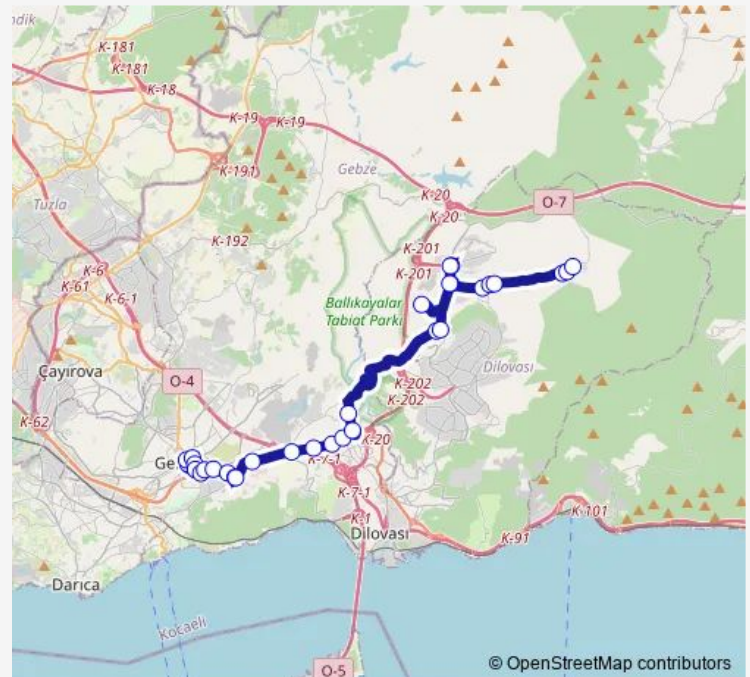 ndik
K-181
K-181
K-18
K-19
K-19
K-191
Gebze
K-20
K-20
O-7
Tuzla
K-192
K-201
K-201
K-6
K-61
K-6-1
Ballıkayalar
Tabiat Parkı
Çayırova
O-4
Dilovası
K-202
K-202
K-62
K-20
Ge
K-7-1
K-7-1
K-1
Dilovası
K-101
K-91
Darıca
Kocaeli
O-5
© OpenStreetMap contributors